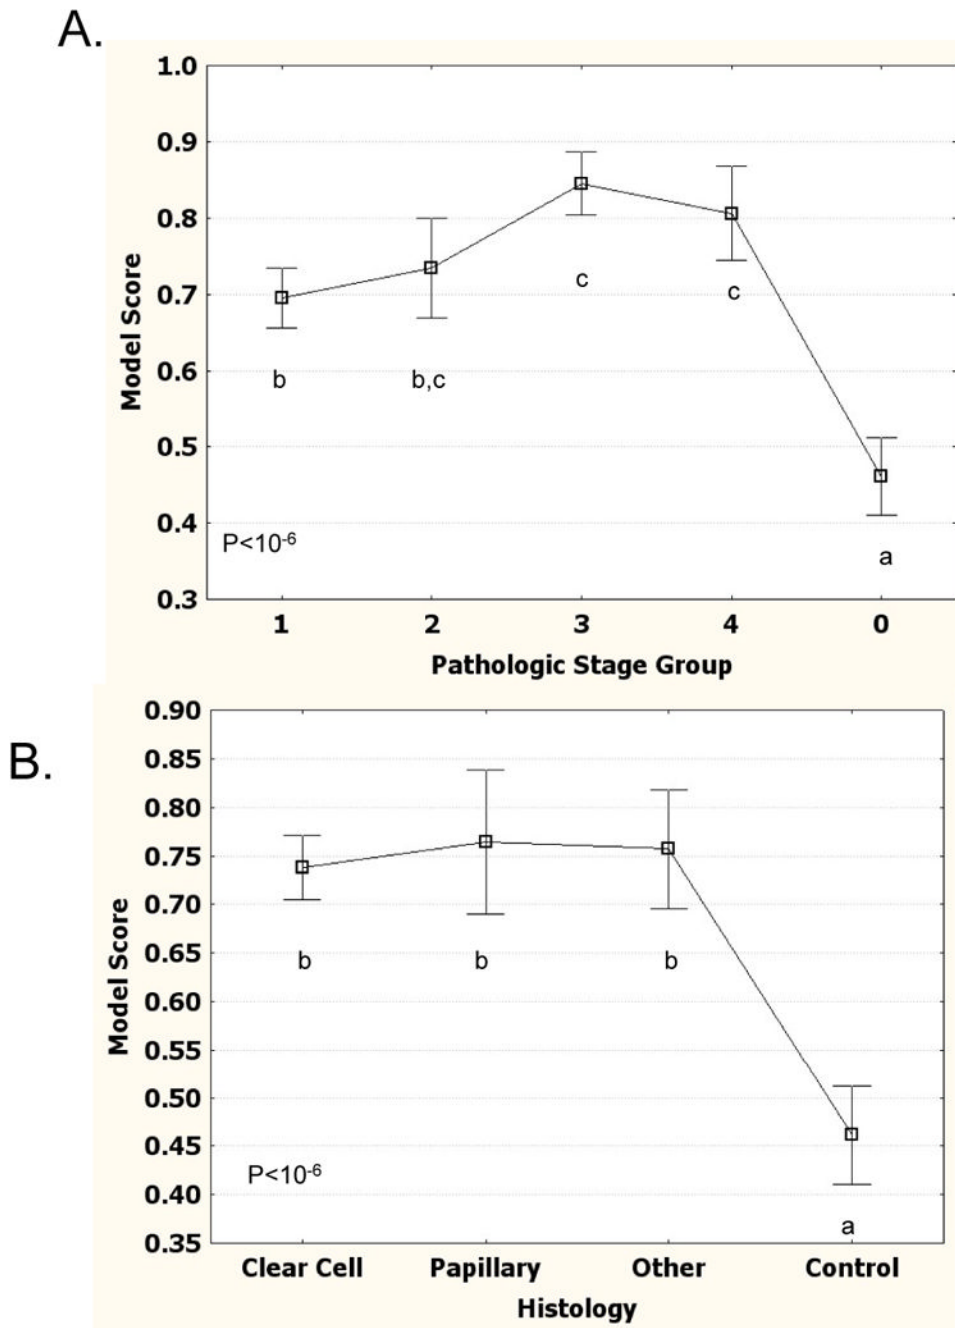 A.
1.0
0.9
0.8
0.7
0.6
0.5
0.4
0.3
Model Score
b
b,c
c
c
a
P<10-6
1 2 3 4 0
Pathologic Stage Group
B.
0.90
0.85
0.80
0.75
0.70
0.65
0.60
0.55
0.50
0.45
0.40
0.35
Model Score
b b b
a
P<10-6
Clear Cell Papillary Other Control
Histology